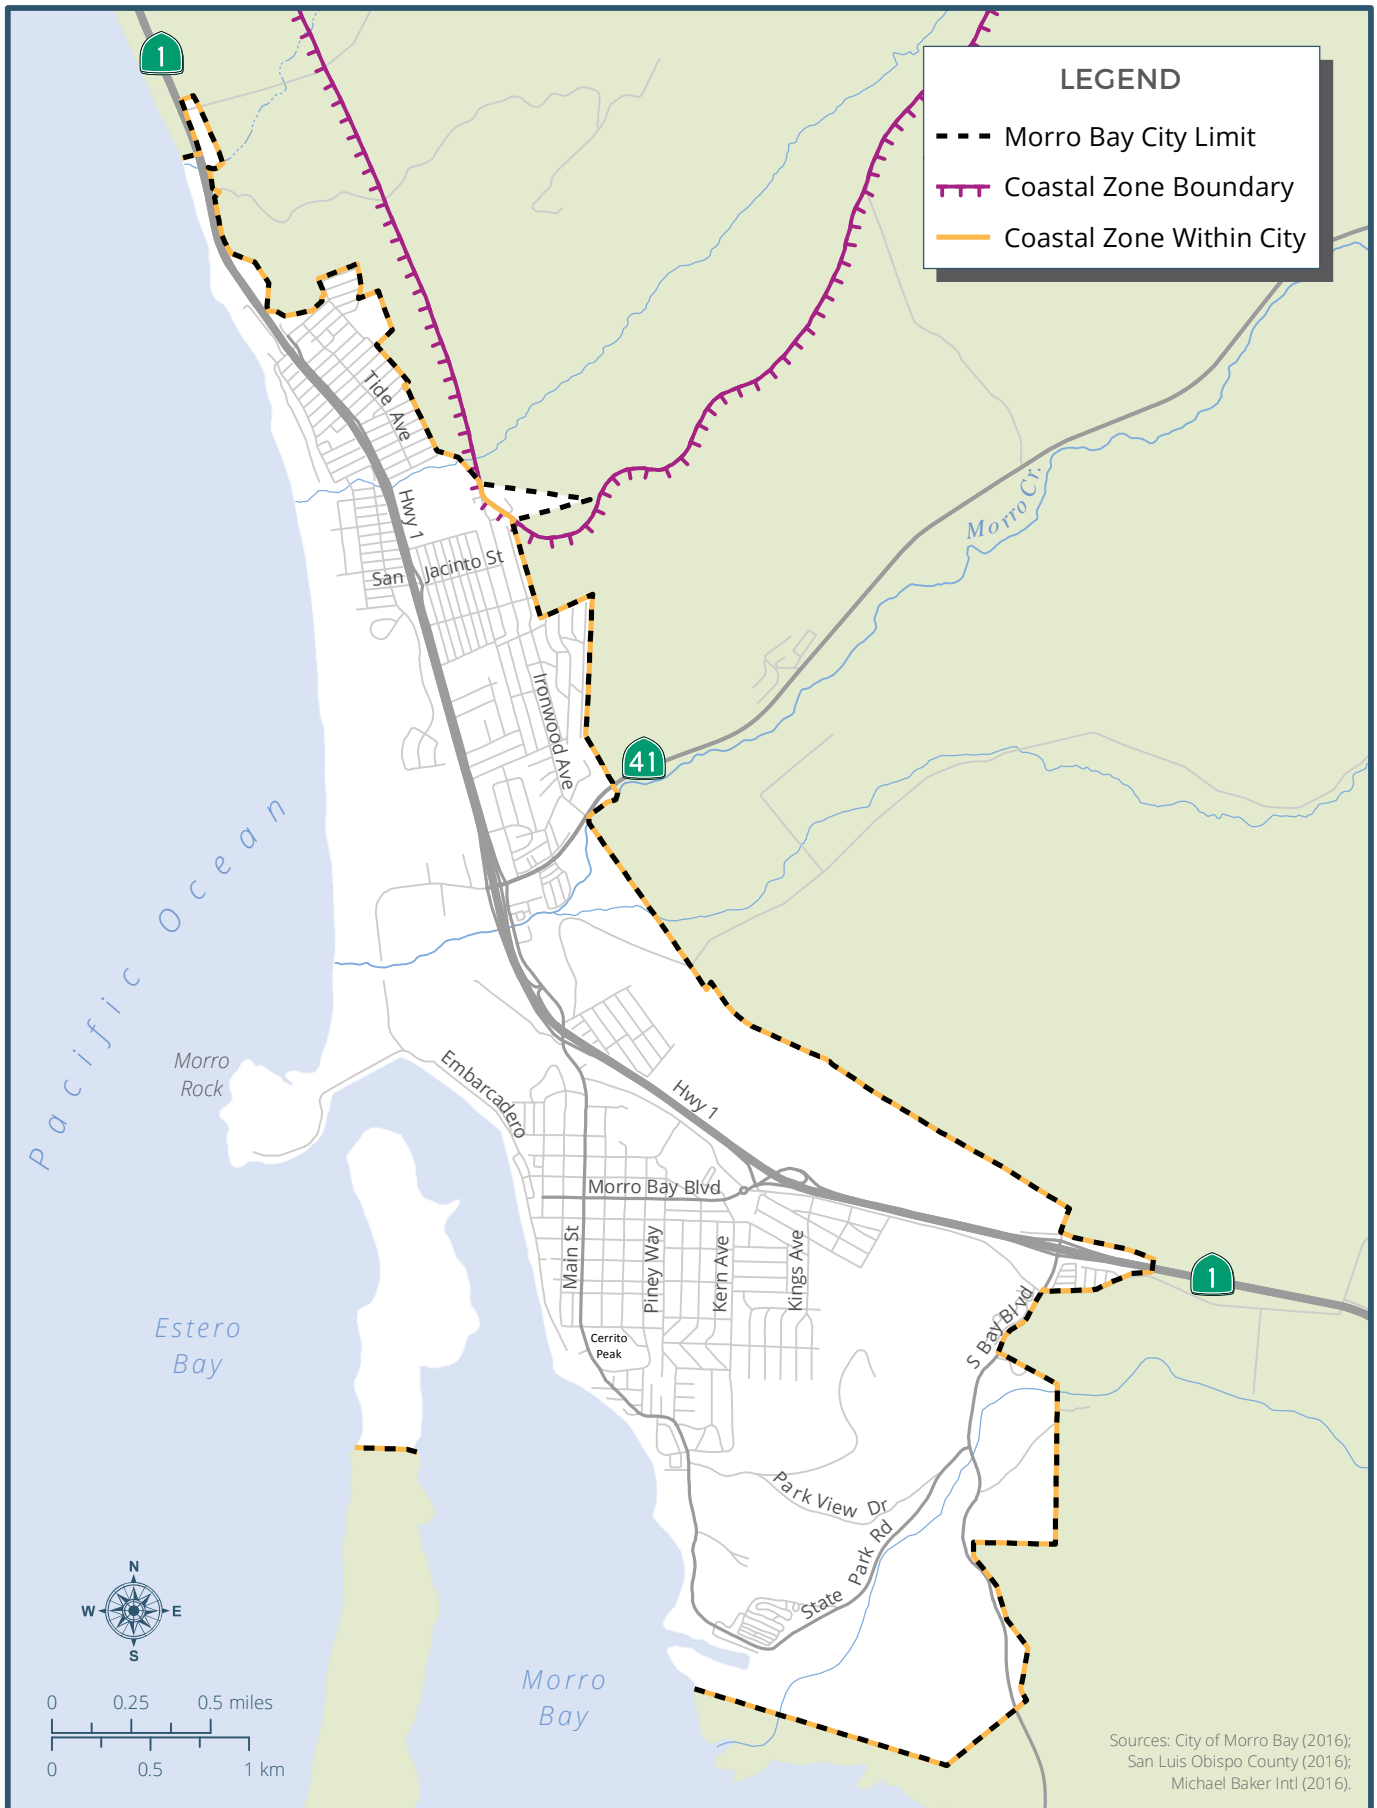 1
LEGEND
Morro Bay City Limit
Coastal Zone Boundary
Coastal Zone Within City
Tide Ave
Hwy 1
San Jacinto St
Morro Cr.
Ironwood Ave
41
Pacific Ocean
Morro
Rock
Embarcadero
Hwy 1
Morro Bay Blvd
Main St
Piney Way
Kern Ave
Kings Ave
1
S Bay Blvd
Estero
Bay
Cerrito
Peak
Park View Dr
State Park Rd
N
W E
S
Morro
Bay
0 0.25 0.5 miles
0 0.5 1 km
Sources: City of Morro Bay (2016);
San Luis Obispo County (2016);
Michael Baker Intl (2016).